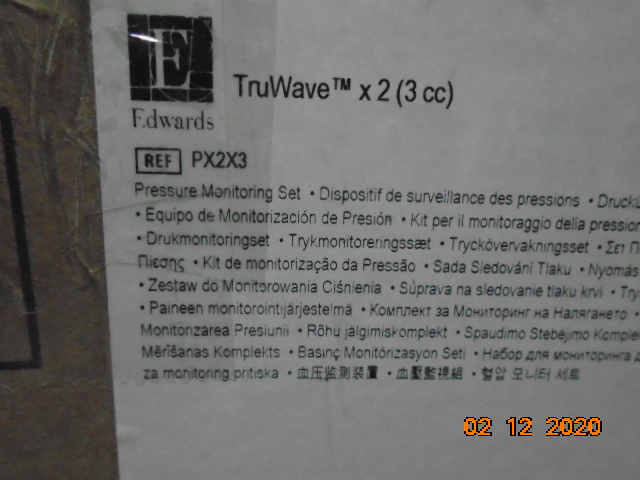 E
Edwards
TruWave™ x 2 (3 cc)
REF PX2X3
Pressure Monitoring Set • Dispositif de surveillance des pressions •
• Equipo de Monitorización de Presión • Kit per il monitoraggio della
• Drukmonitoringset • Trykmonitoreringssæt • Tryckövervakningsset • Σετ
Πίεσης • Kit de monitorização da Pressão • Sada Sledování Tlaku •
• Zestaw do Monitorowania Ciśnienia • Súprava na sledovanie tlaku krvi •
• Paineen monitorointijärjestelmä • Комплект за Мониторинг на Налягането •
Monitorizarea Presiunii • Rõhu jälgimiskomplekt • Spaudimo Stebėjimo
Mērīšanas Komplekts • Basınç Monitörizasyon Seti • Набор для мониторинга
za monitoring pritiska • 血压监测装置 • 血壓監視組 • 혈압 모니터 세트
02 12 2020